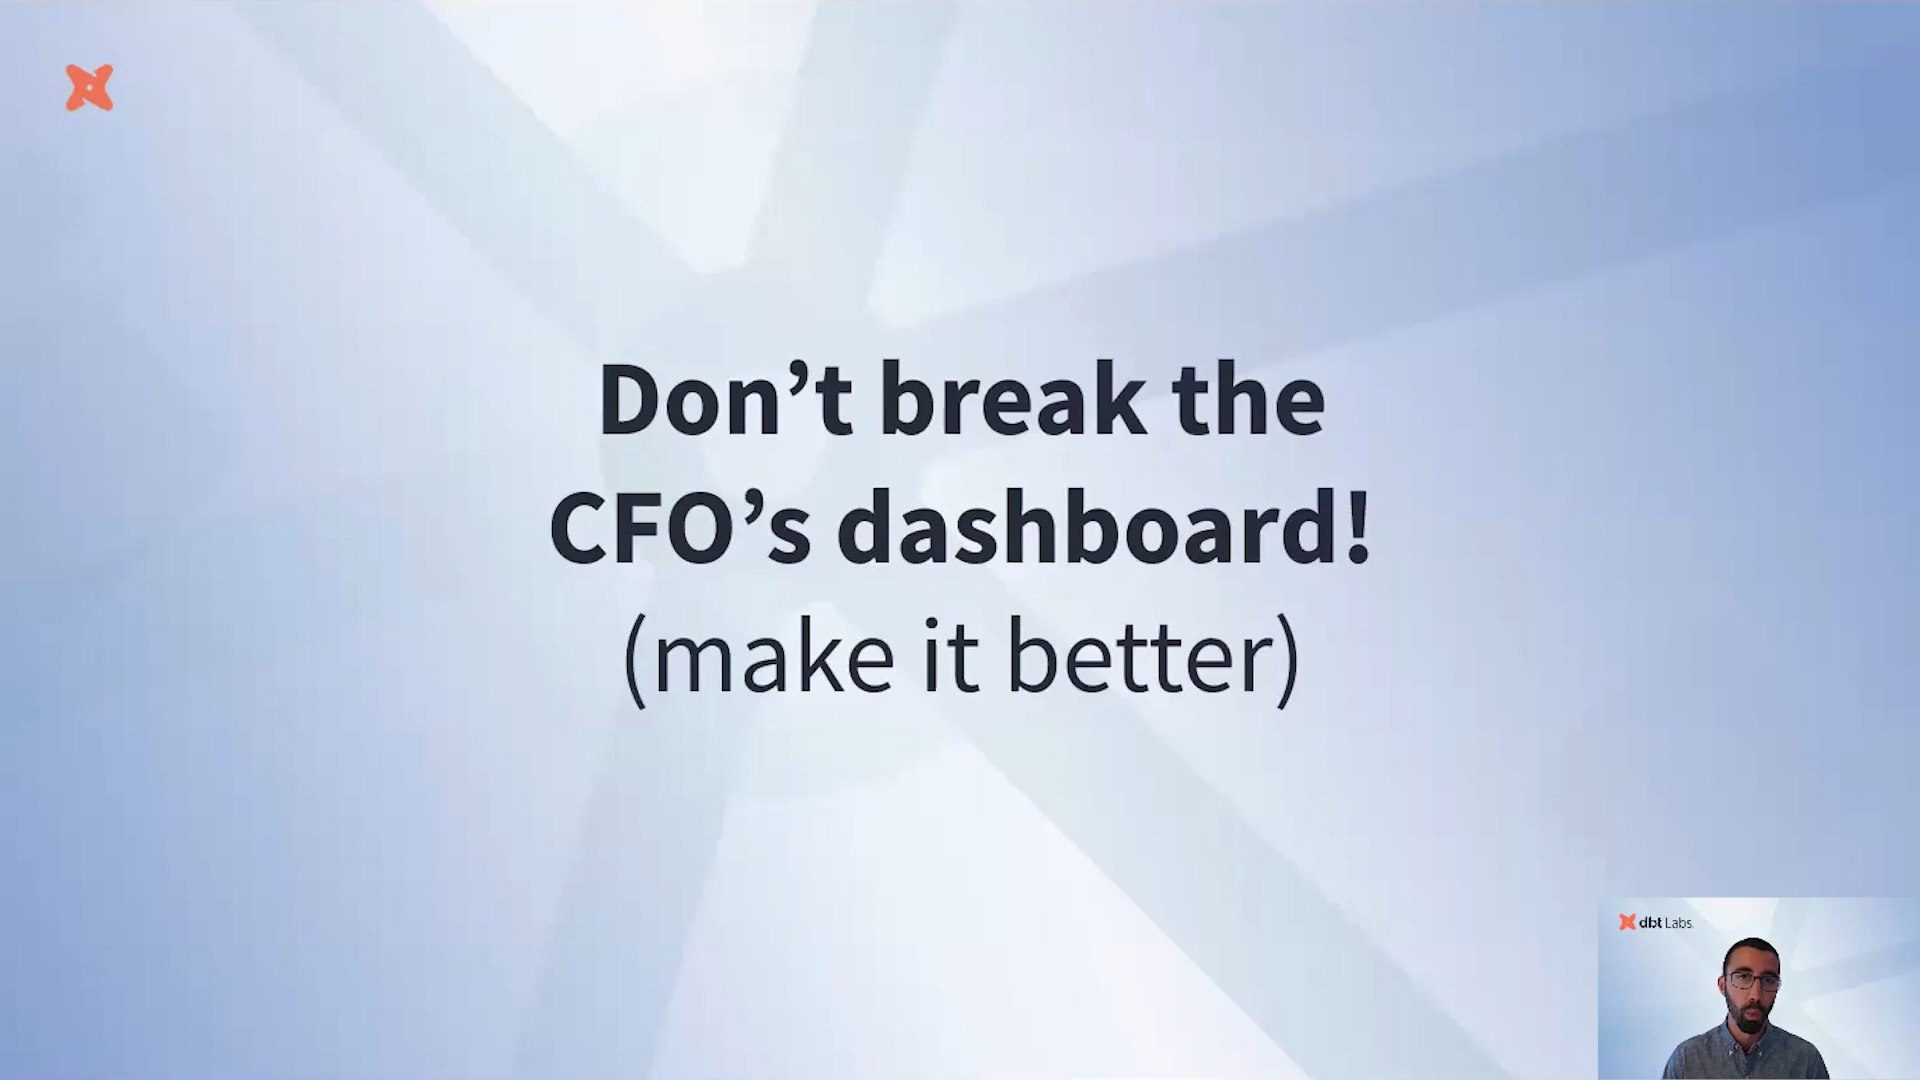 Don’t break the
CFO’s dashboard!
(make it better)
dbt Labs